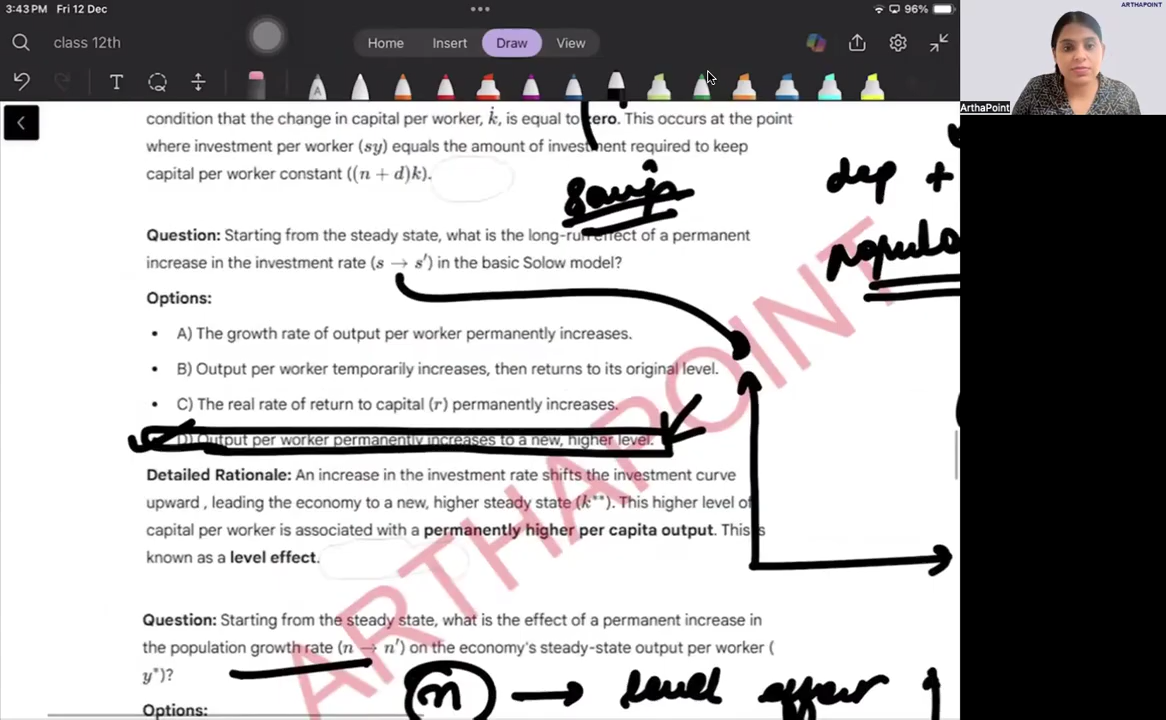 3:43 PM Fri 12 Dec
96%
ARTHAPOINT
class 12th
Home Insert Draw View
ArthaPoint
condition that the change in capital per worker, k̇, is equal to zero. This occurs at the point
where investment per worker (sy) equals the amount of investment required to keep
capital per worker constant ((n + d)k).
dep +
Question: Starting from the steady state, what is the long-run effect of a permanent
increase in the investment rate (s → s′) in the basic Solow model?
Options:
• A) The growth rate of output per worker permanently increases.
• B) Output per worker temporarily increases, then returns to its original level.
• C) The real rate of return to capital (r) permanently increases.
D) Output per worker permanently increases to a new, higher level.
Detailed Rationale: An increase in the investment rate shifts the investment curve
upward , leading the economy to a new, higher steady state (k**). This higher level of
capital per worker is associated with a permanently higher per capita output. This is
known as a level effect.
ARTHAPOINT
Question: Starting from the steady state, what is the effect of a permanent increase in
the population growth rate (n → n′) on the economy's steady-state output per worker (
y*)?
n → level effect
Options: